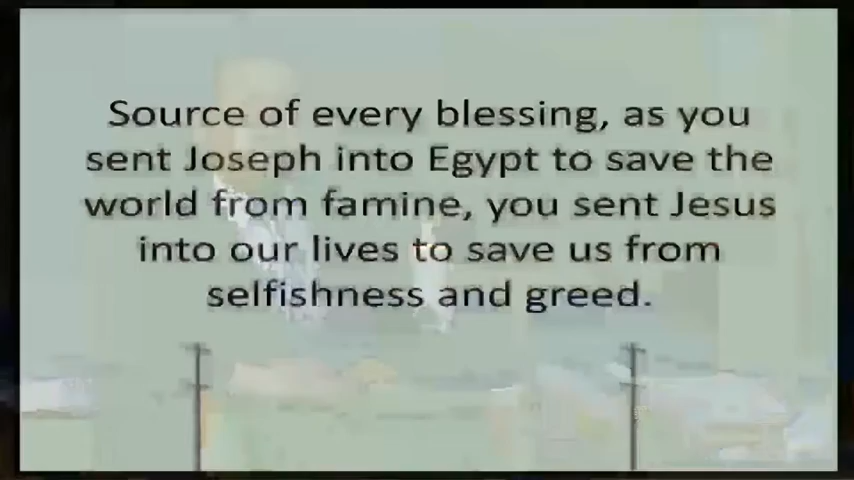 Source of every blessing, as you
sent Joseph into Egypt to save the
world from famine, you sent Jesus
into our lives to save us from
selfishness and greed.